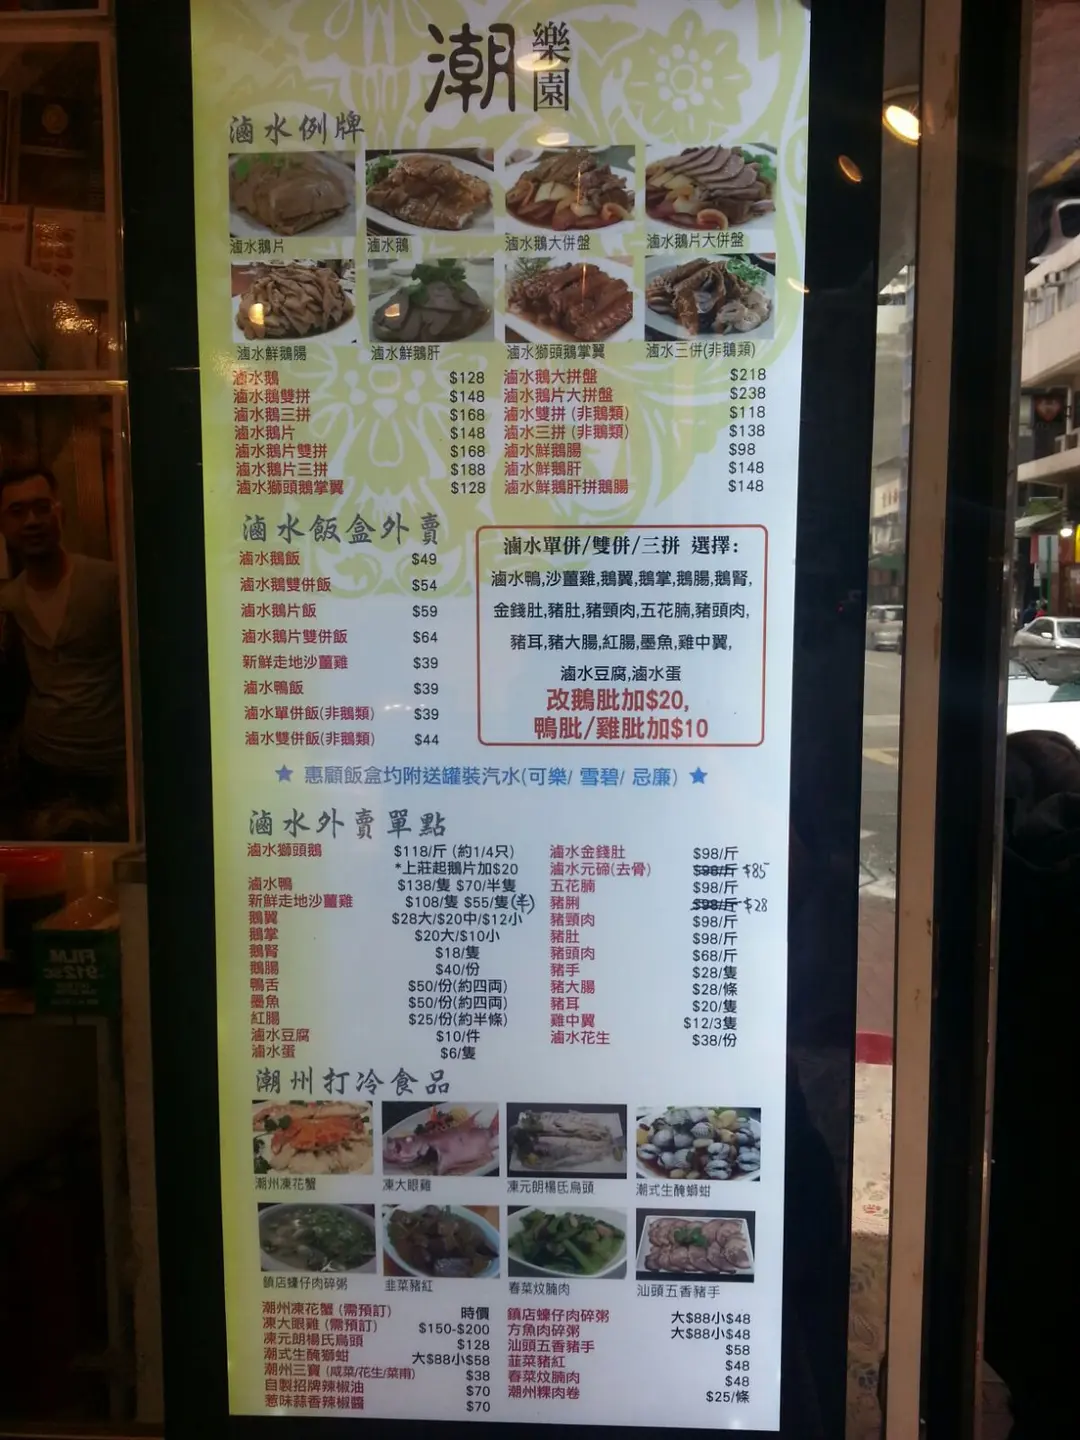 潮
樂園
滷水例牌
滷水鵝片
滷水鵝
滷水鵝大併盤
滷水鵝片大併盤
滷水鮮鵝腸
滷水鮮鵝肝
滷水獅頭鵝掌翼
滷水三併(非鵝類)
滷水鵝 $128
滷水鵝雙拼 $148
滷水鵝三拼 $168
滷水鵝片 $148
滷水鵝片雙拼 $168
滷水鵝片三拼 $188
滷水獅頭鵝掌翼 $128
滷水鵝大拼盤 $218
滷水鵝片大拼盤 $238
滷水雙拼 (非鵝類) $118
滷水三拼 (非鵝類) $138
滷水鮮鵝腸 $98
滷水鮮鵝肝 $148
滷水鮮鵝肝拼鵝腸 $148
滷水飯盒外賣
滷水鵝飯 $49
滷水鵝雙併飯 $54
滷水鵝片飯 $59
滷水鵝片雙併飯 $64
新鮮走地沙薑雞 $39
滷水鴨飯 $39
滷水單併飯(非鵝類) $39
滷水雙併飯(非鵝類) $44
滷水單併/雙併/三拼 選擇:
滷水鴨,沙薑雞,鵝翼,鵝掌,鵝腸,鵝腎,
金錢肚,豬肚,豬頸肉,五花腩,豬頭肉,
豬耳,豬大腸,紅腸,墨魚,雞中翼,
滷水豆腐,滷水蛋
改鵝髀加$20,
鴨髀/雞髀加$10
★ 惠顧飯盒均附送罐裝汽水(可樂/ 雪碧/ 忌廉) ★
滷水外賣單點
滷水獅頭鵝 $118/斤 (約1/4只)
*上莊起鵝片加$20
滷水鴨 $138/隻 $70/半隻
新鮮走地沙薑雞 $108/隻 $55/隻(半)
鵝翼 $28大/$20中/$12小
鵝掌 $20大/$10小
鵝腎 $18/隻
鵝腸 $40/份
鴨舌 $50/份(約四両)
墨魚 $50/份(約四両)
紅腸 $25/份(約半條)
滷水豆腐 $10/件
滷水蛋 $6/隻
滷水金錢肚 $98/斤
滷水元蹄(去骨) $98/斤 $85
五花腩 $98/斤
豬脷 $98/斤 $28
豬頸肉 $98/斤
豬肚 $98/斤
豬頭肉 $68/斤
豬手 $28/隻
豬大腸 $28/條
豬耳 $20/隻
雞中翼 $12/3隻
滷水花生 $38/份
潮州打冷食品
潮州凍花蟹
凍大眼雞
凍元朗楊氏烏頭
潮式生醃螄蚶
鎮店蠔仔肉碎粥
韭菜豬紅
春菜炆腩肉
汕頭五香豬手
潮州凍花蟹 (需預訂) 時價
凍大眼雞 (需預訂) $150-$200
凍元朗楊氏烏頭 $128
潮式生醃螄蚶 大$88小$58
潮州三寶 (咸菜/花生/菜甫) $38
自製招牌辣椒油 $70
惹味蒜香辣椒醬 $70
鎮店蠔仔肉碎粥 大$88小$48
方魚肉碎粥 大$88小$48
汕頭五香豬手 $58
韮菜豬紅 $48
春菜炆腩肉 $48
潮州粿肉卷 $25/條